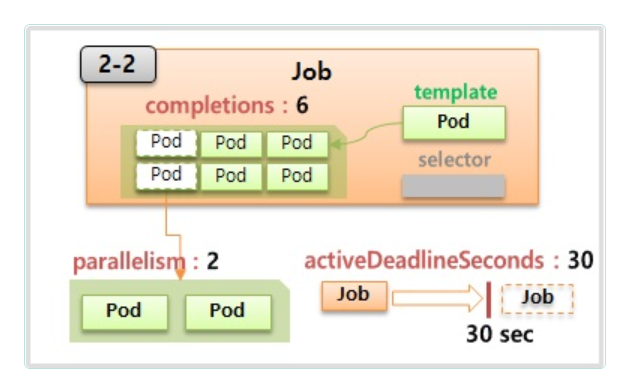 2-2
Job
completions : 6
template
Pod
Pod Pod Pod
Pod Pod Pod
selector
parallelism : 2
Pod Pod
activeDeadlineSeconds : 30
Job Job
30 sec